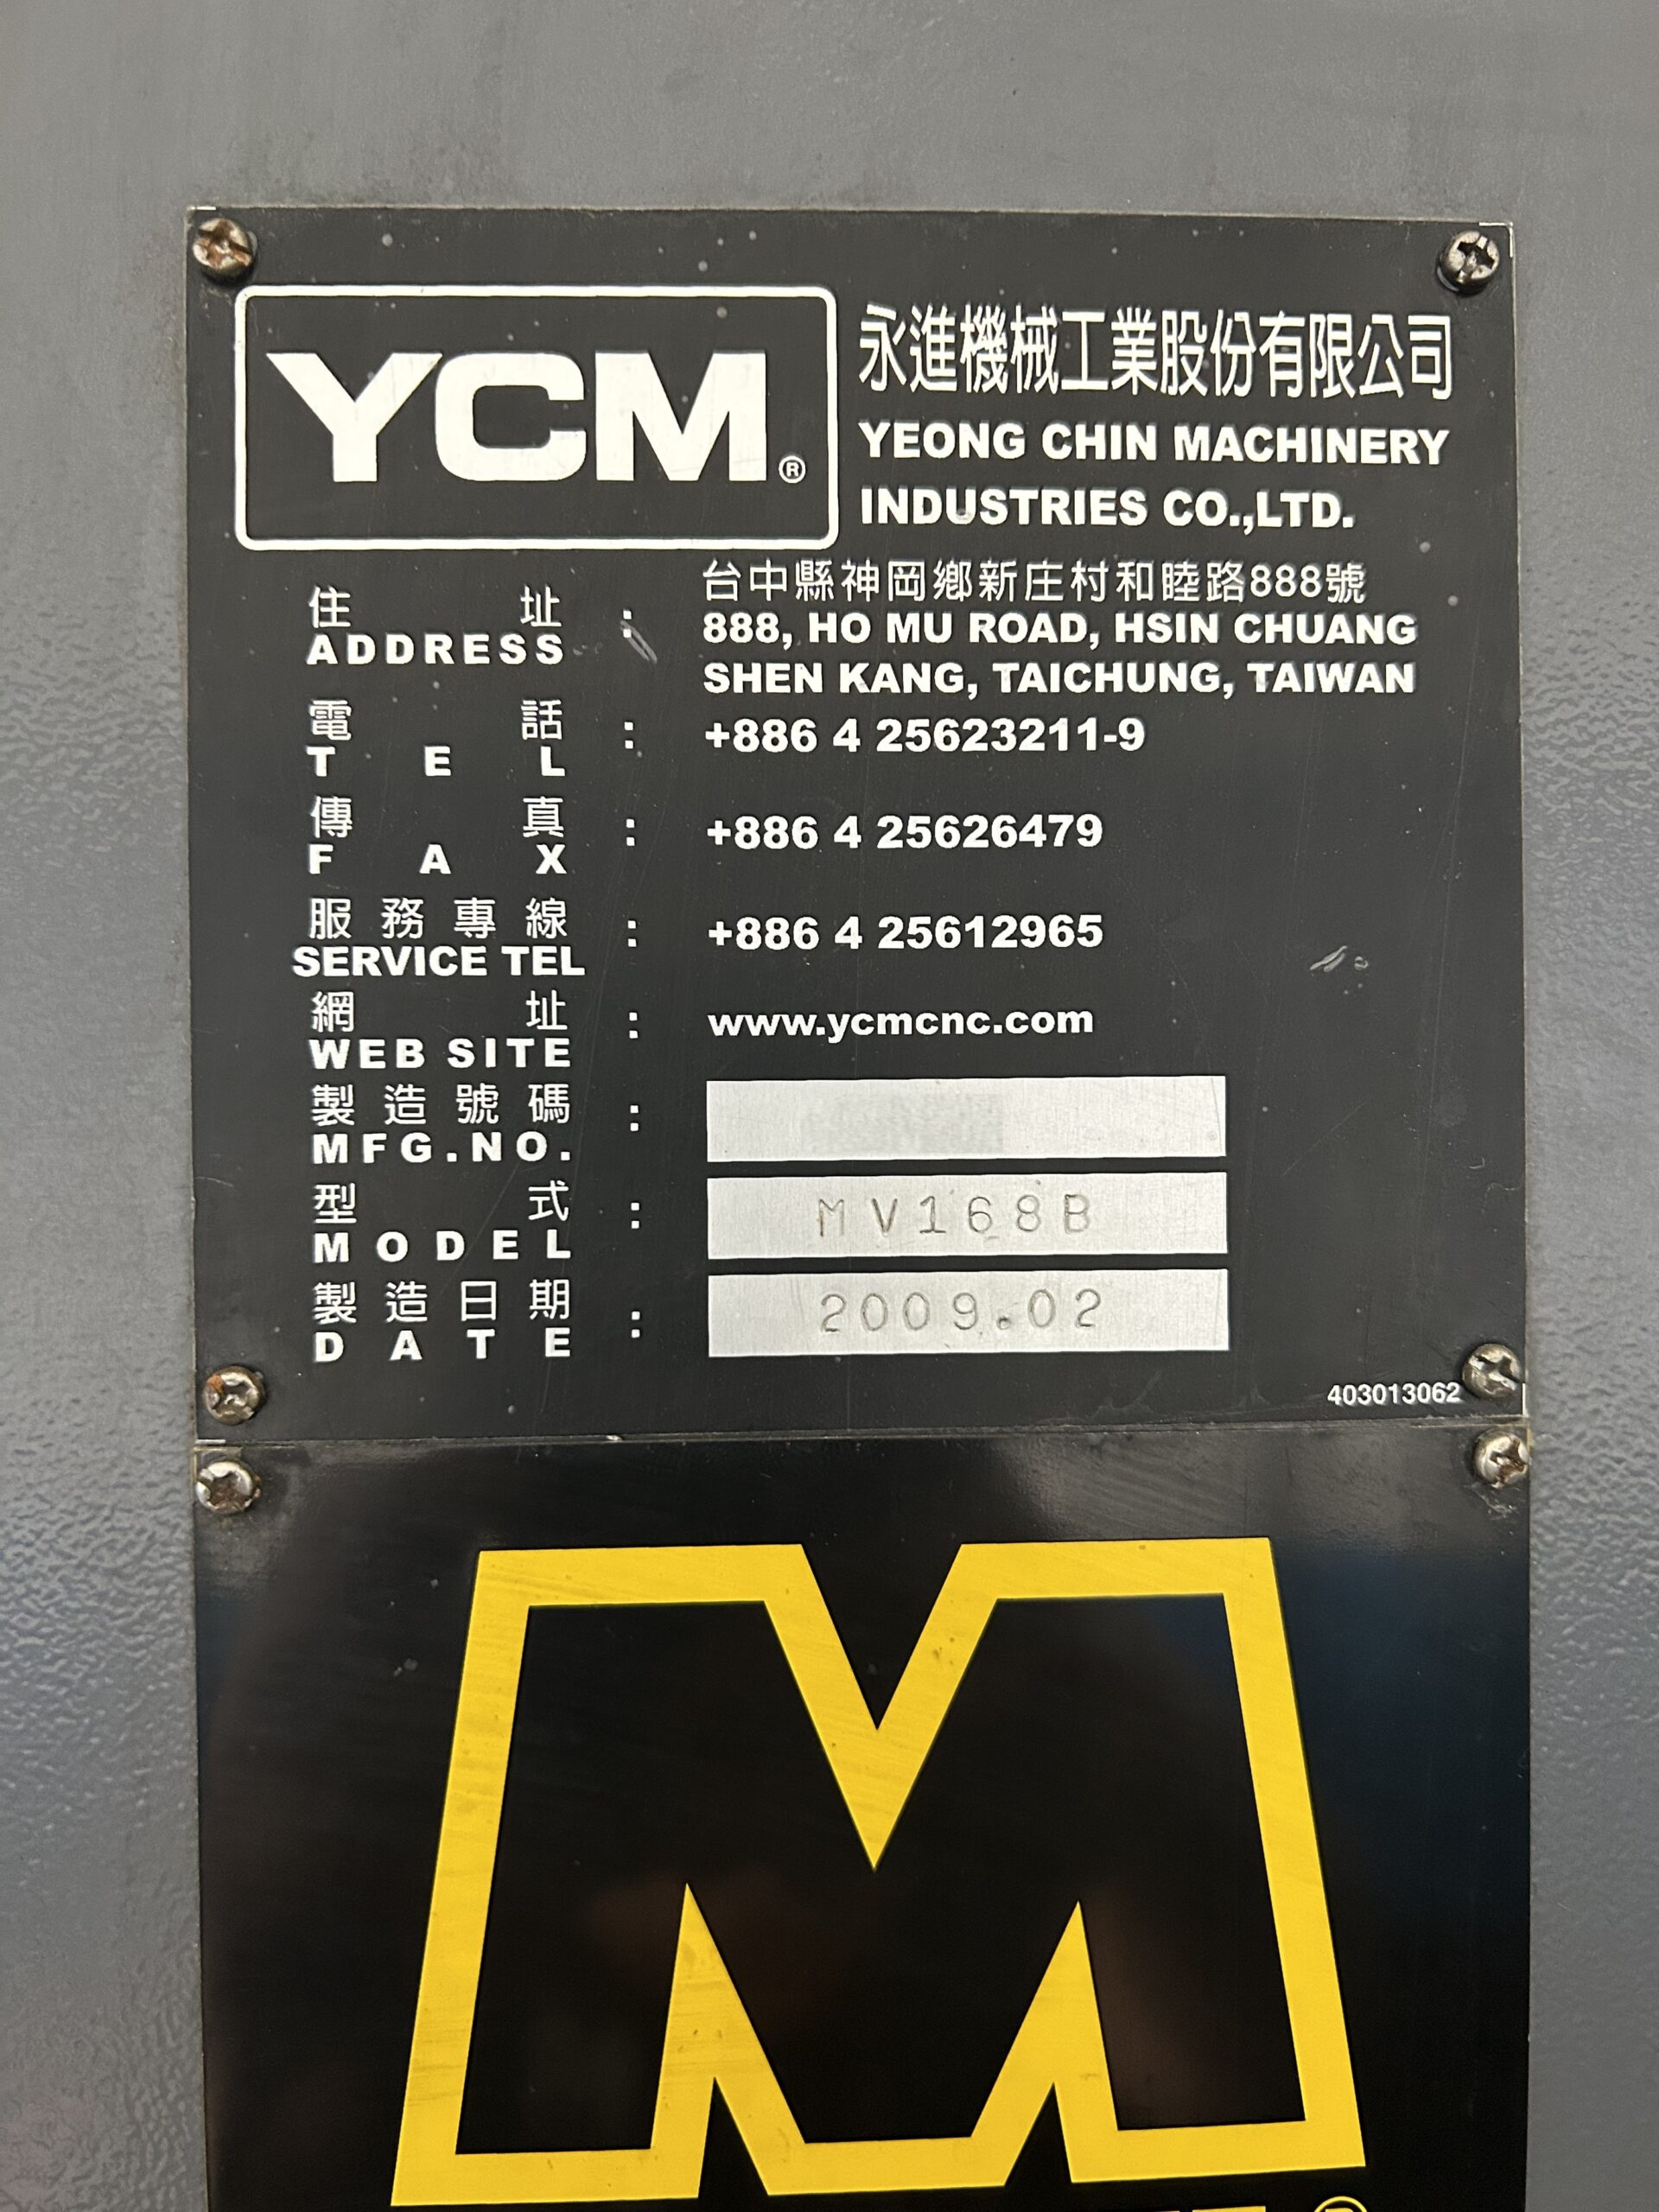 YCM®
永進機械工業股份有限公司
YEONG CHIN MACHINERY
INDUSTRIES CO.,LTD.
住址 : 台中縣神岡鄉新庄村和睦路888號
ADDRESS 888, HO MU ROAD, HSIN CHUANG
SHEN KANG, TAICHUNG, TAIWAN
電話 : +886 4 25623211-9
TEL
傳真 : +886 4 25626479
FAX
服務專線 : +886 4 25612965
SERVICE TEL
網址 : www.ycmcnc.com
WEB SITE
製造號碼 :
MFG.NO.
型式 : MV168B
MODEL
製造日期 : 2009.02
DATE
403013062
M
®